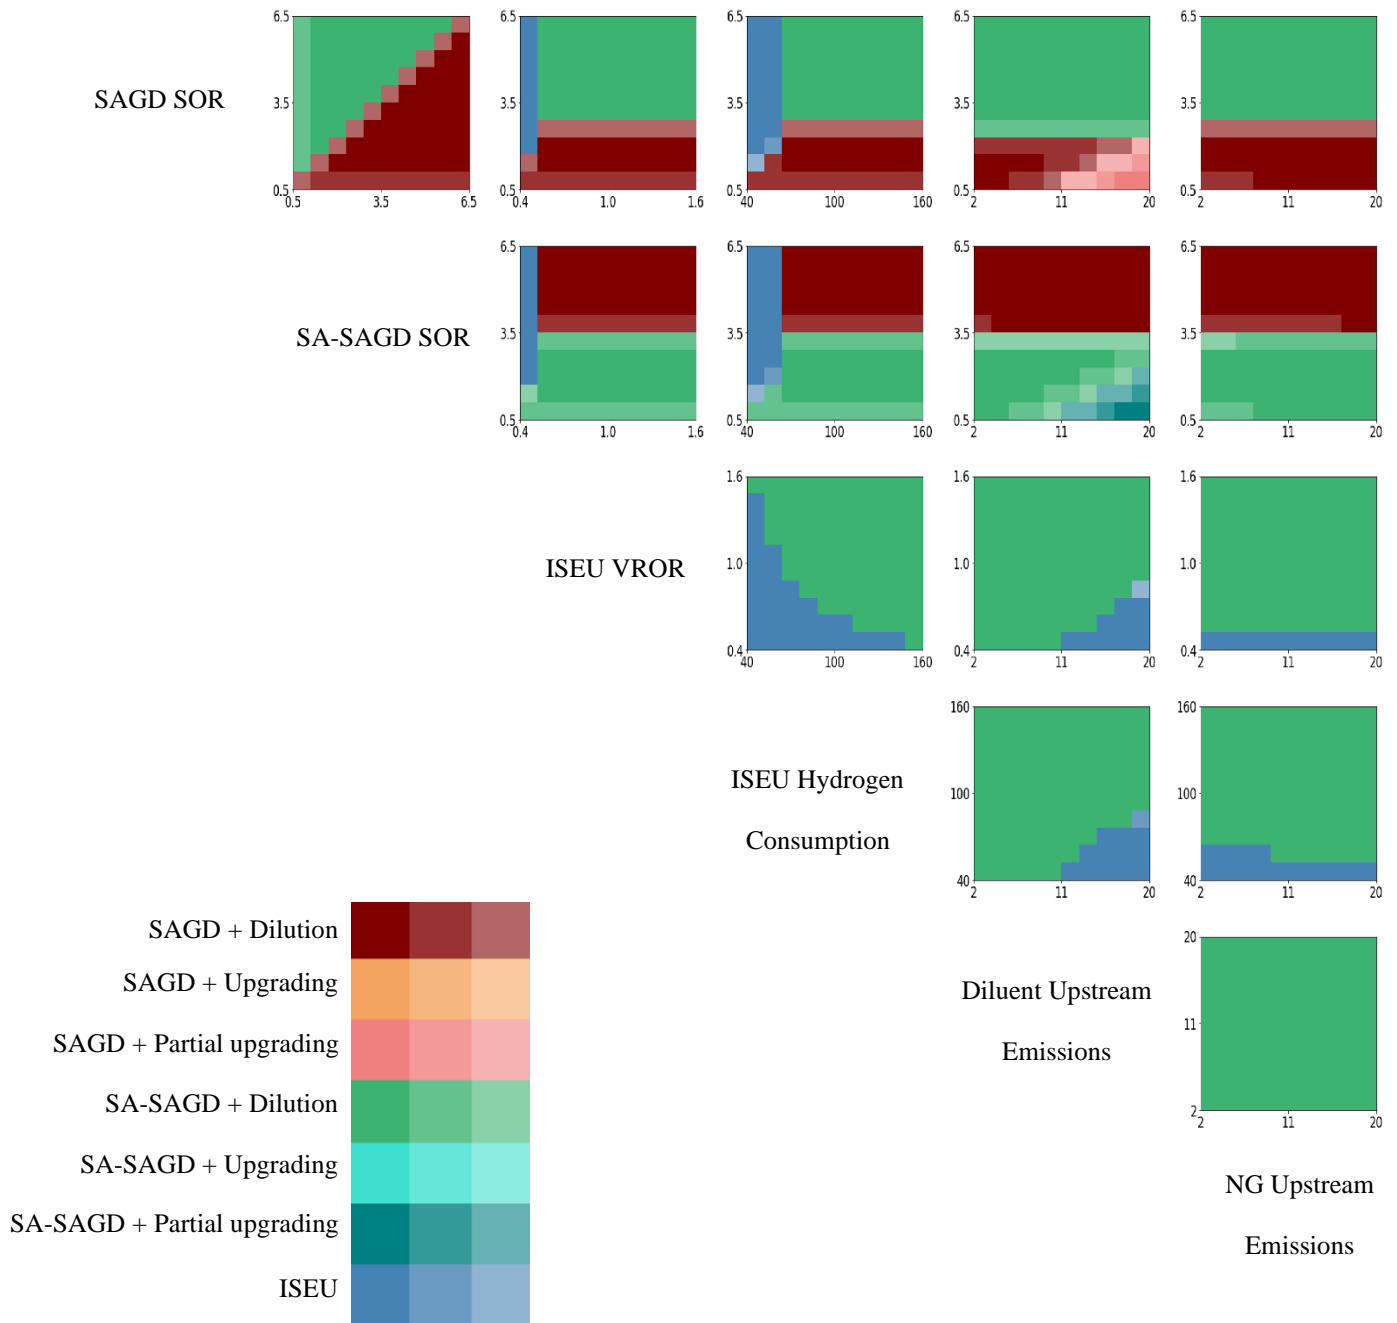 6.5 6.5 6.5 6.5 6.5
SAGD SOR 3.5 3.5 3.5 3.5 3.5
0.5 0.5 0.5 0.5 0.5
0.5 3.5 6.5 0.4 1.0 1.6 40 100 160 2 11 20 2 11 20
6.5 6.5 6.5 6.5
SA-SAGD SOR 3.5 3.5 3.5 3.5
0.5 0.5 0.5 0.5
0.4 1.0 1.6 40 100 160 2 11 20 2 11 20
1.6 1.6 1.6
ISEU VROR 1.0 1.0 1.0
0.4 0.4 0.4
40 100 160 2 11 20 2 11 20
160 160
ISEU Hydrogen 100 100
Consumption
40 40
2 11 20 2 11 20
SAGD + Dilution
20
SAGD + Upgrading
Diluent Upstream 11
SAGD + Partial upgrading
Emissions
SA-SAGD + Dilution
2
2 11 20
SA-SAGD + Upgrading
NG Upstream
SA-SAGD + Partial upgrading
Emissions
ISEU